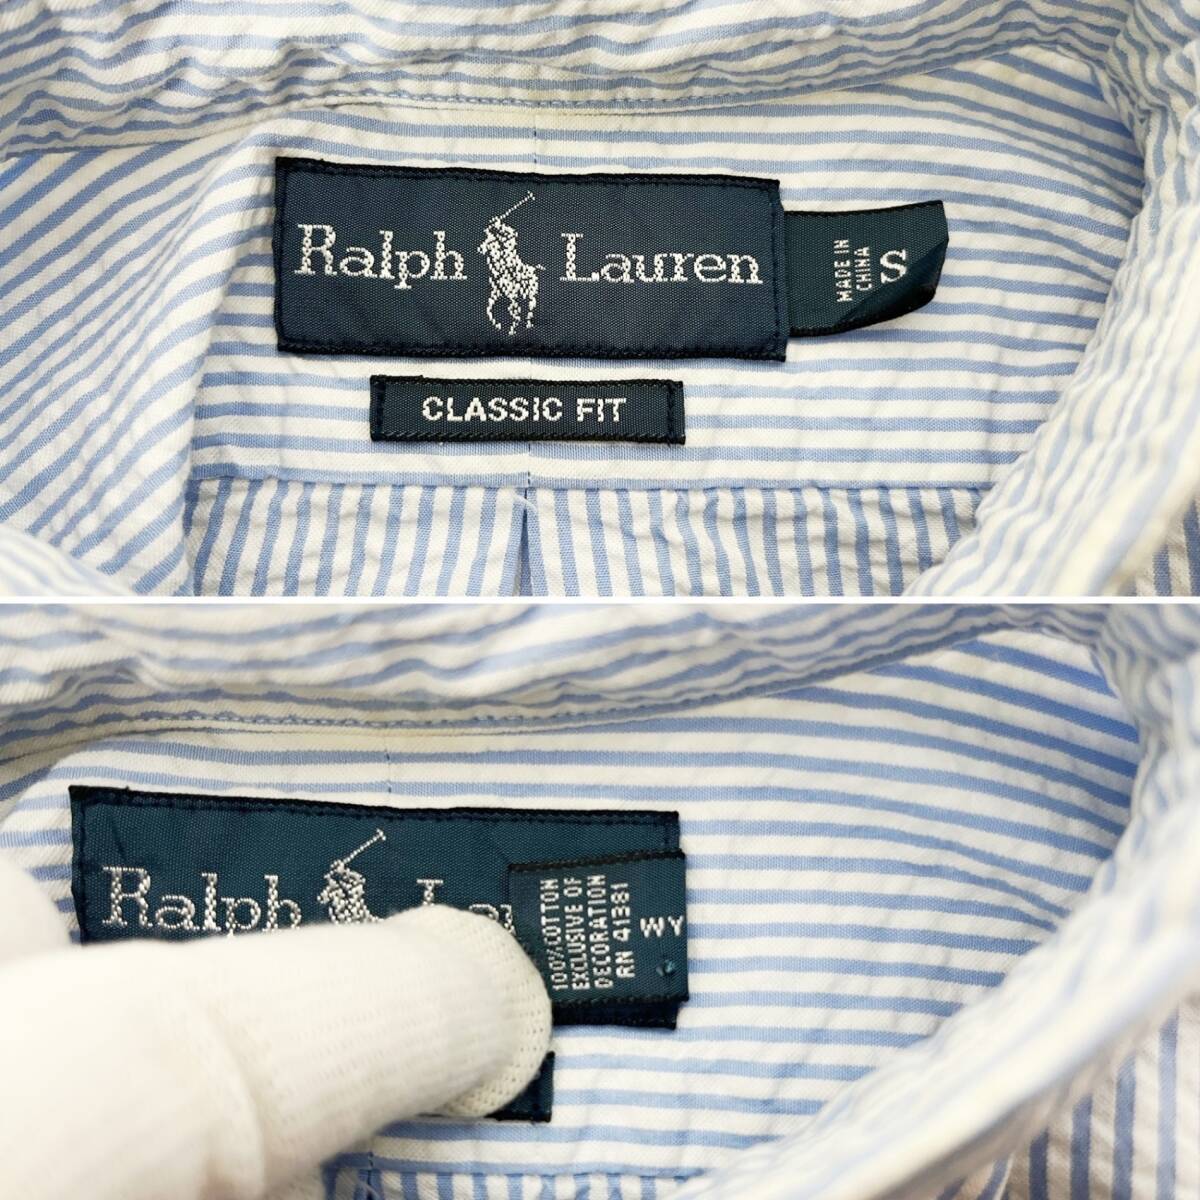 Ralph Lauren
MADE IN
CHINA
S
CLASSIC FIT
Ralph
100% COTTON
EXCLUSIVE OF
DECORATION
RN 41381
WY